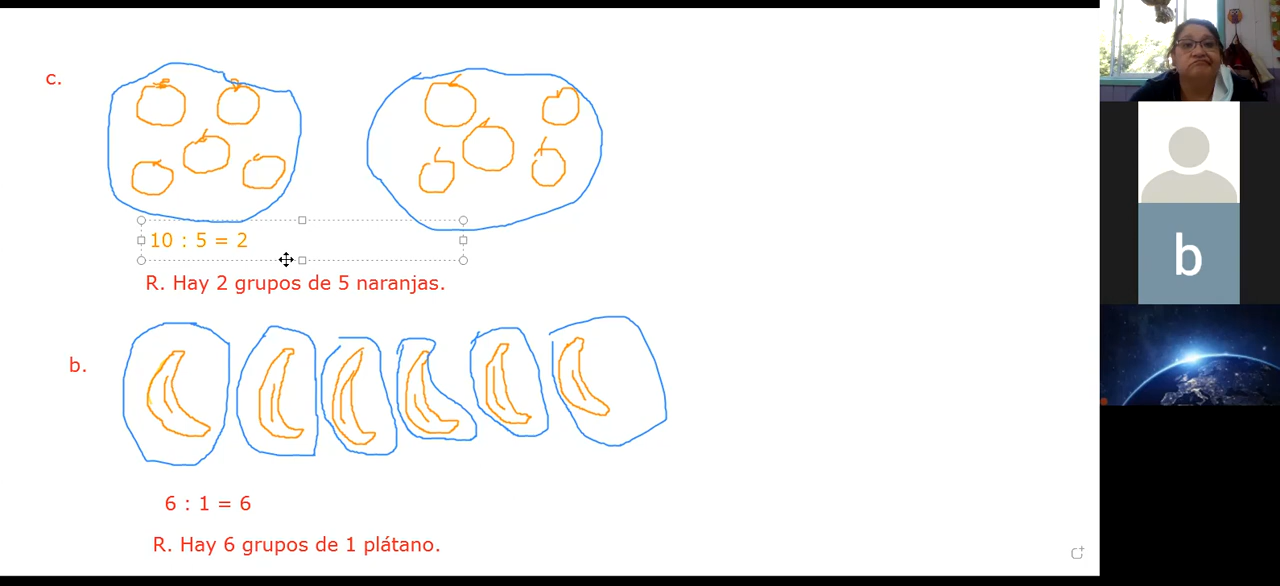 c.
10 : 5 = 2
R. Hay 2 grupos de 5 naranjas.
b.
6 : 1 = 6
R. Hay 6 grupos de 1 plátano.
b